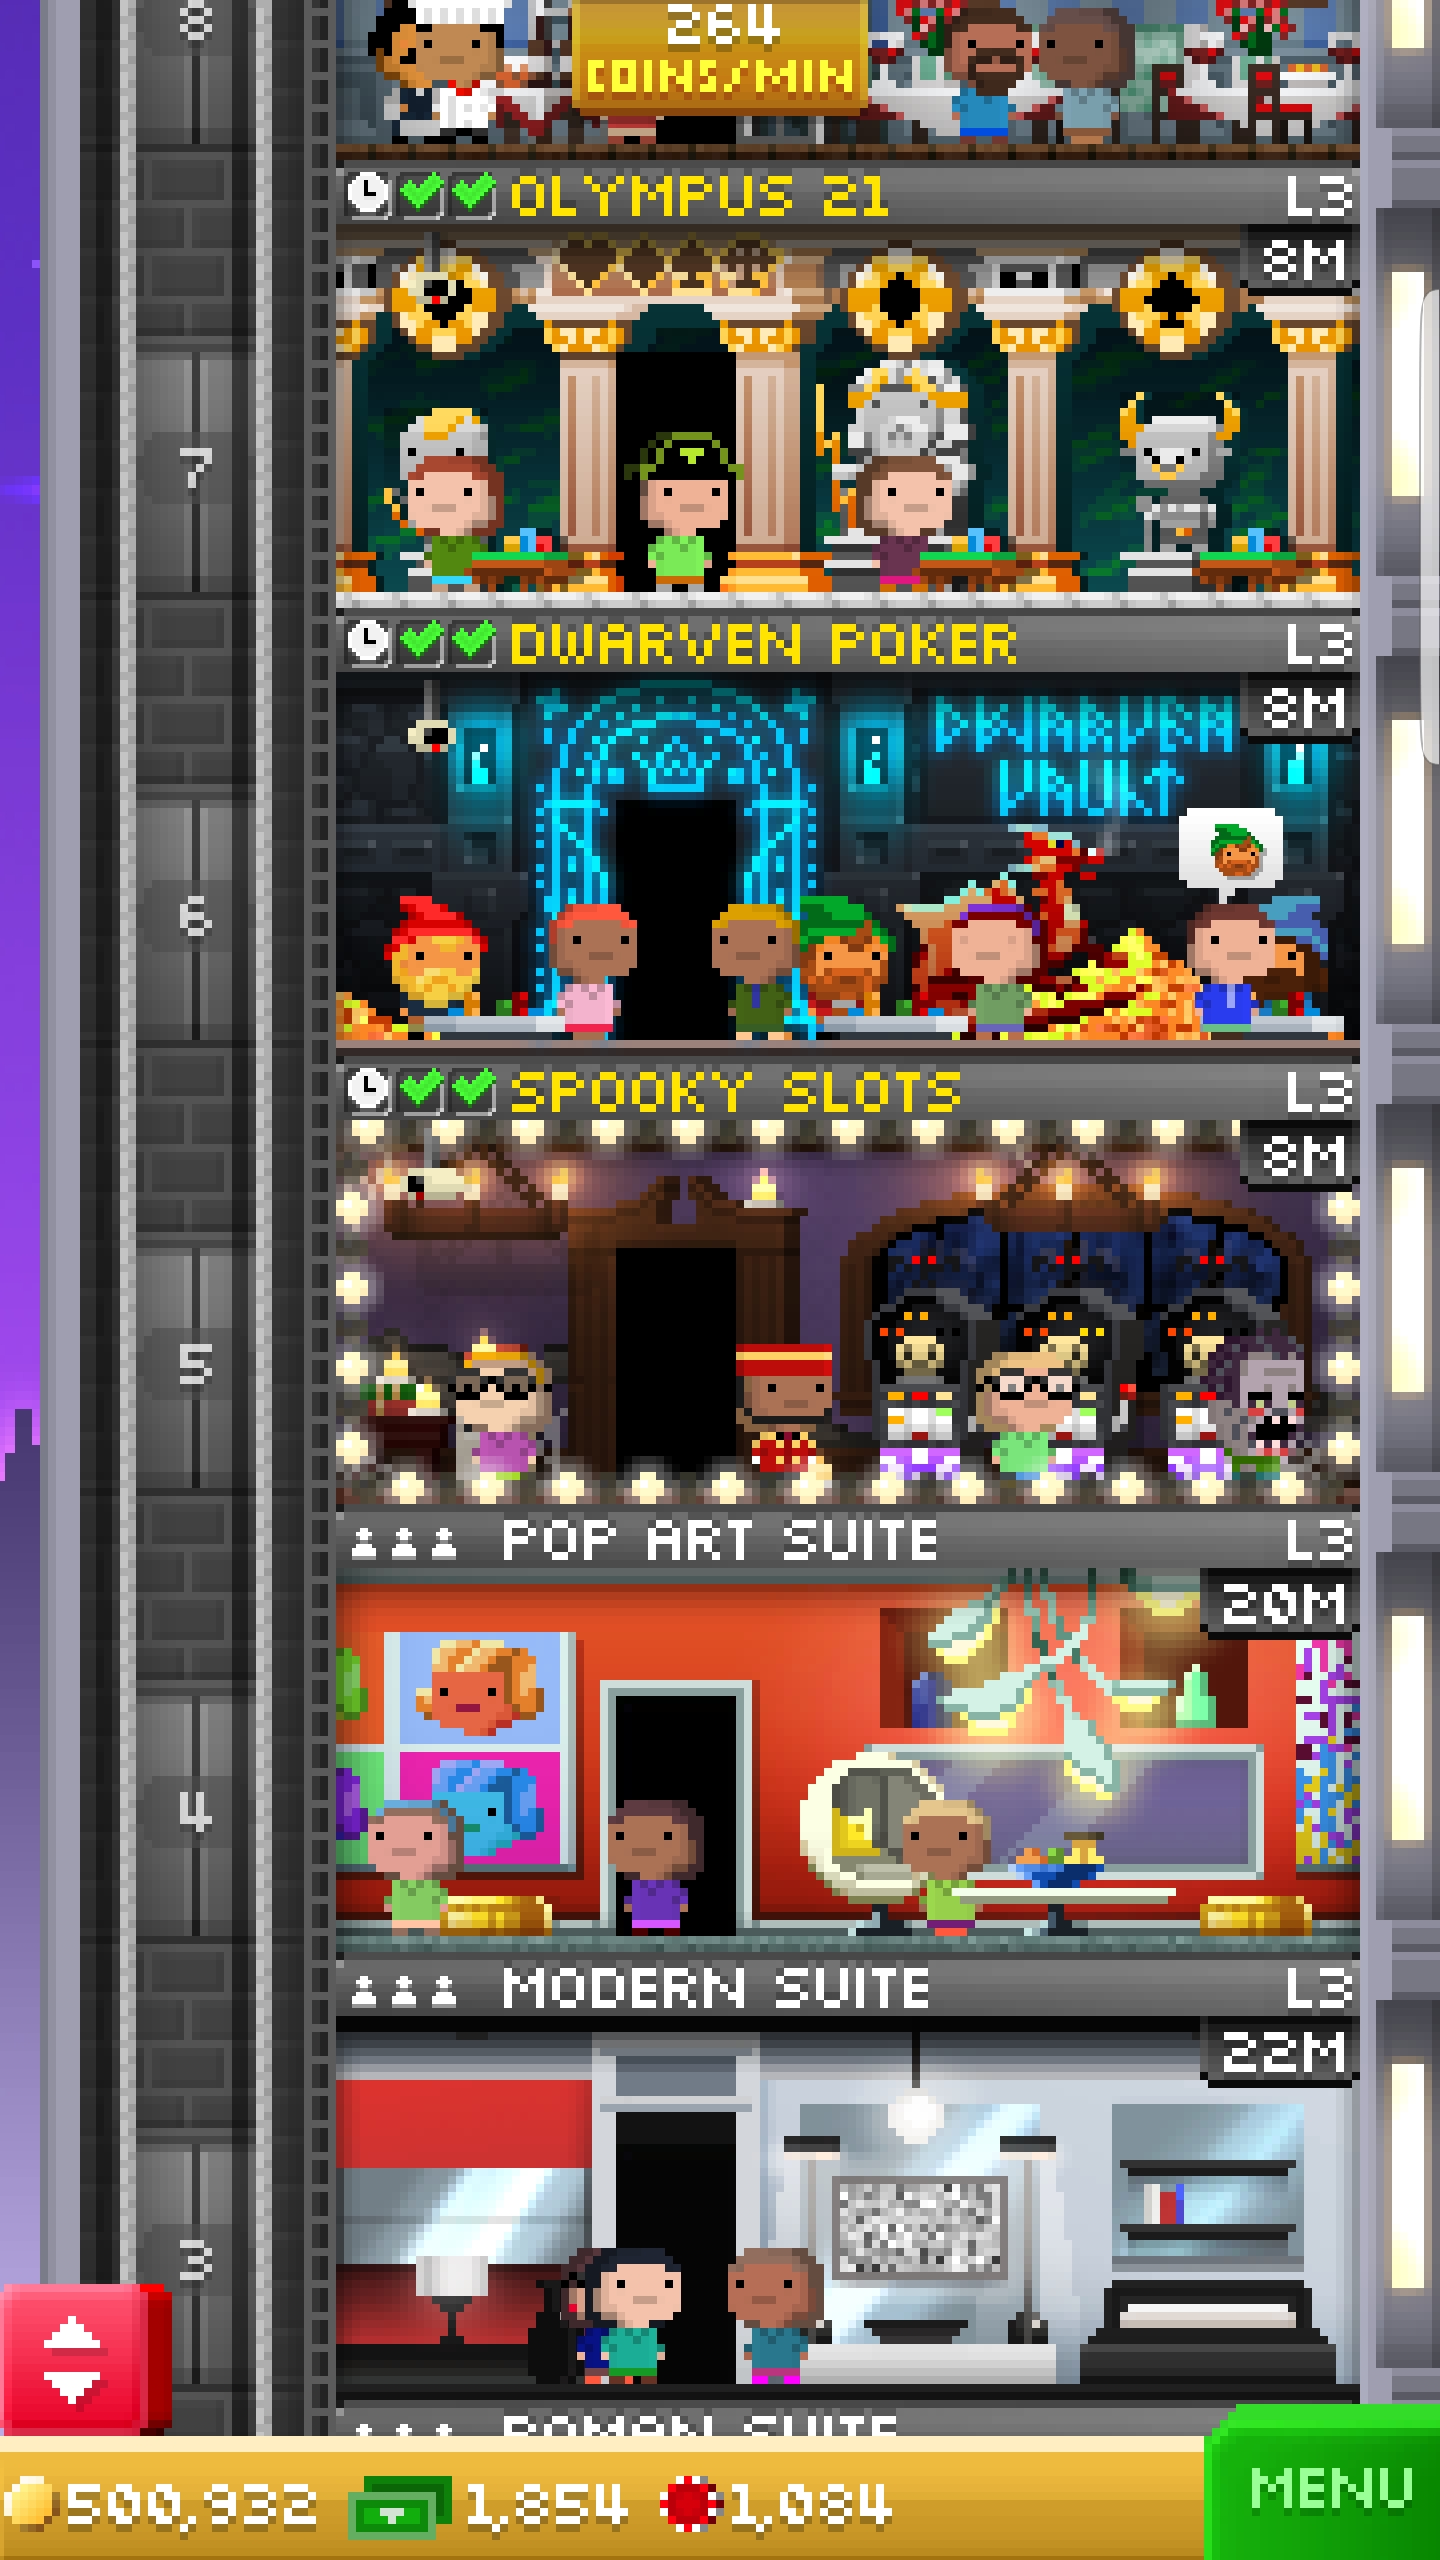 8
264
COINS/MIN
OLYMPUS 21 L3
8M
7
DWARVEN POKER L3
8M
DWARVEN
VAULT
6
SPOOKY SLOTS L3
8M
5
POP ART SUITE L3
20M
4
MODERN SUITE L3
22M
3
ROMAN SUITE
500,932 1,854 1,084
MENU